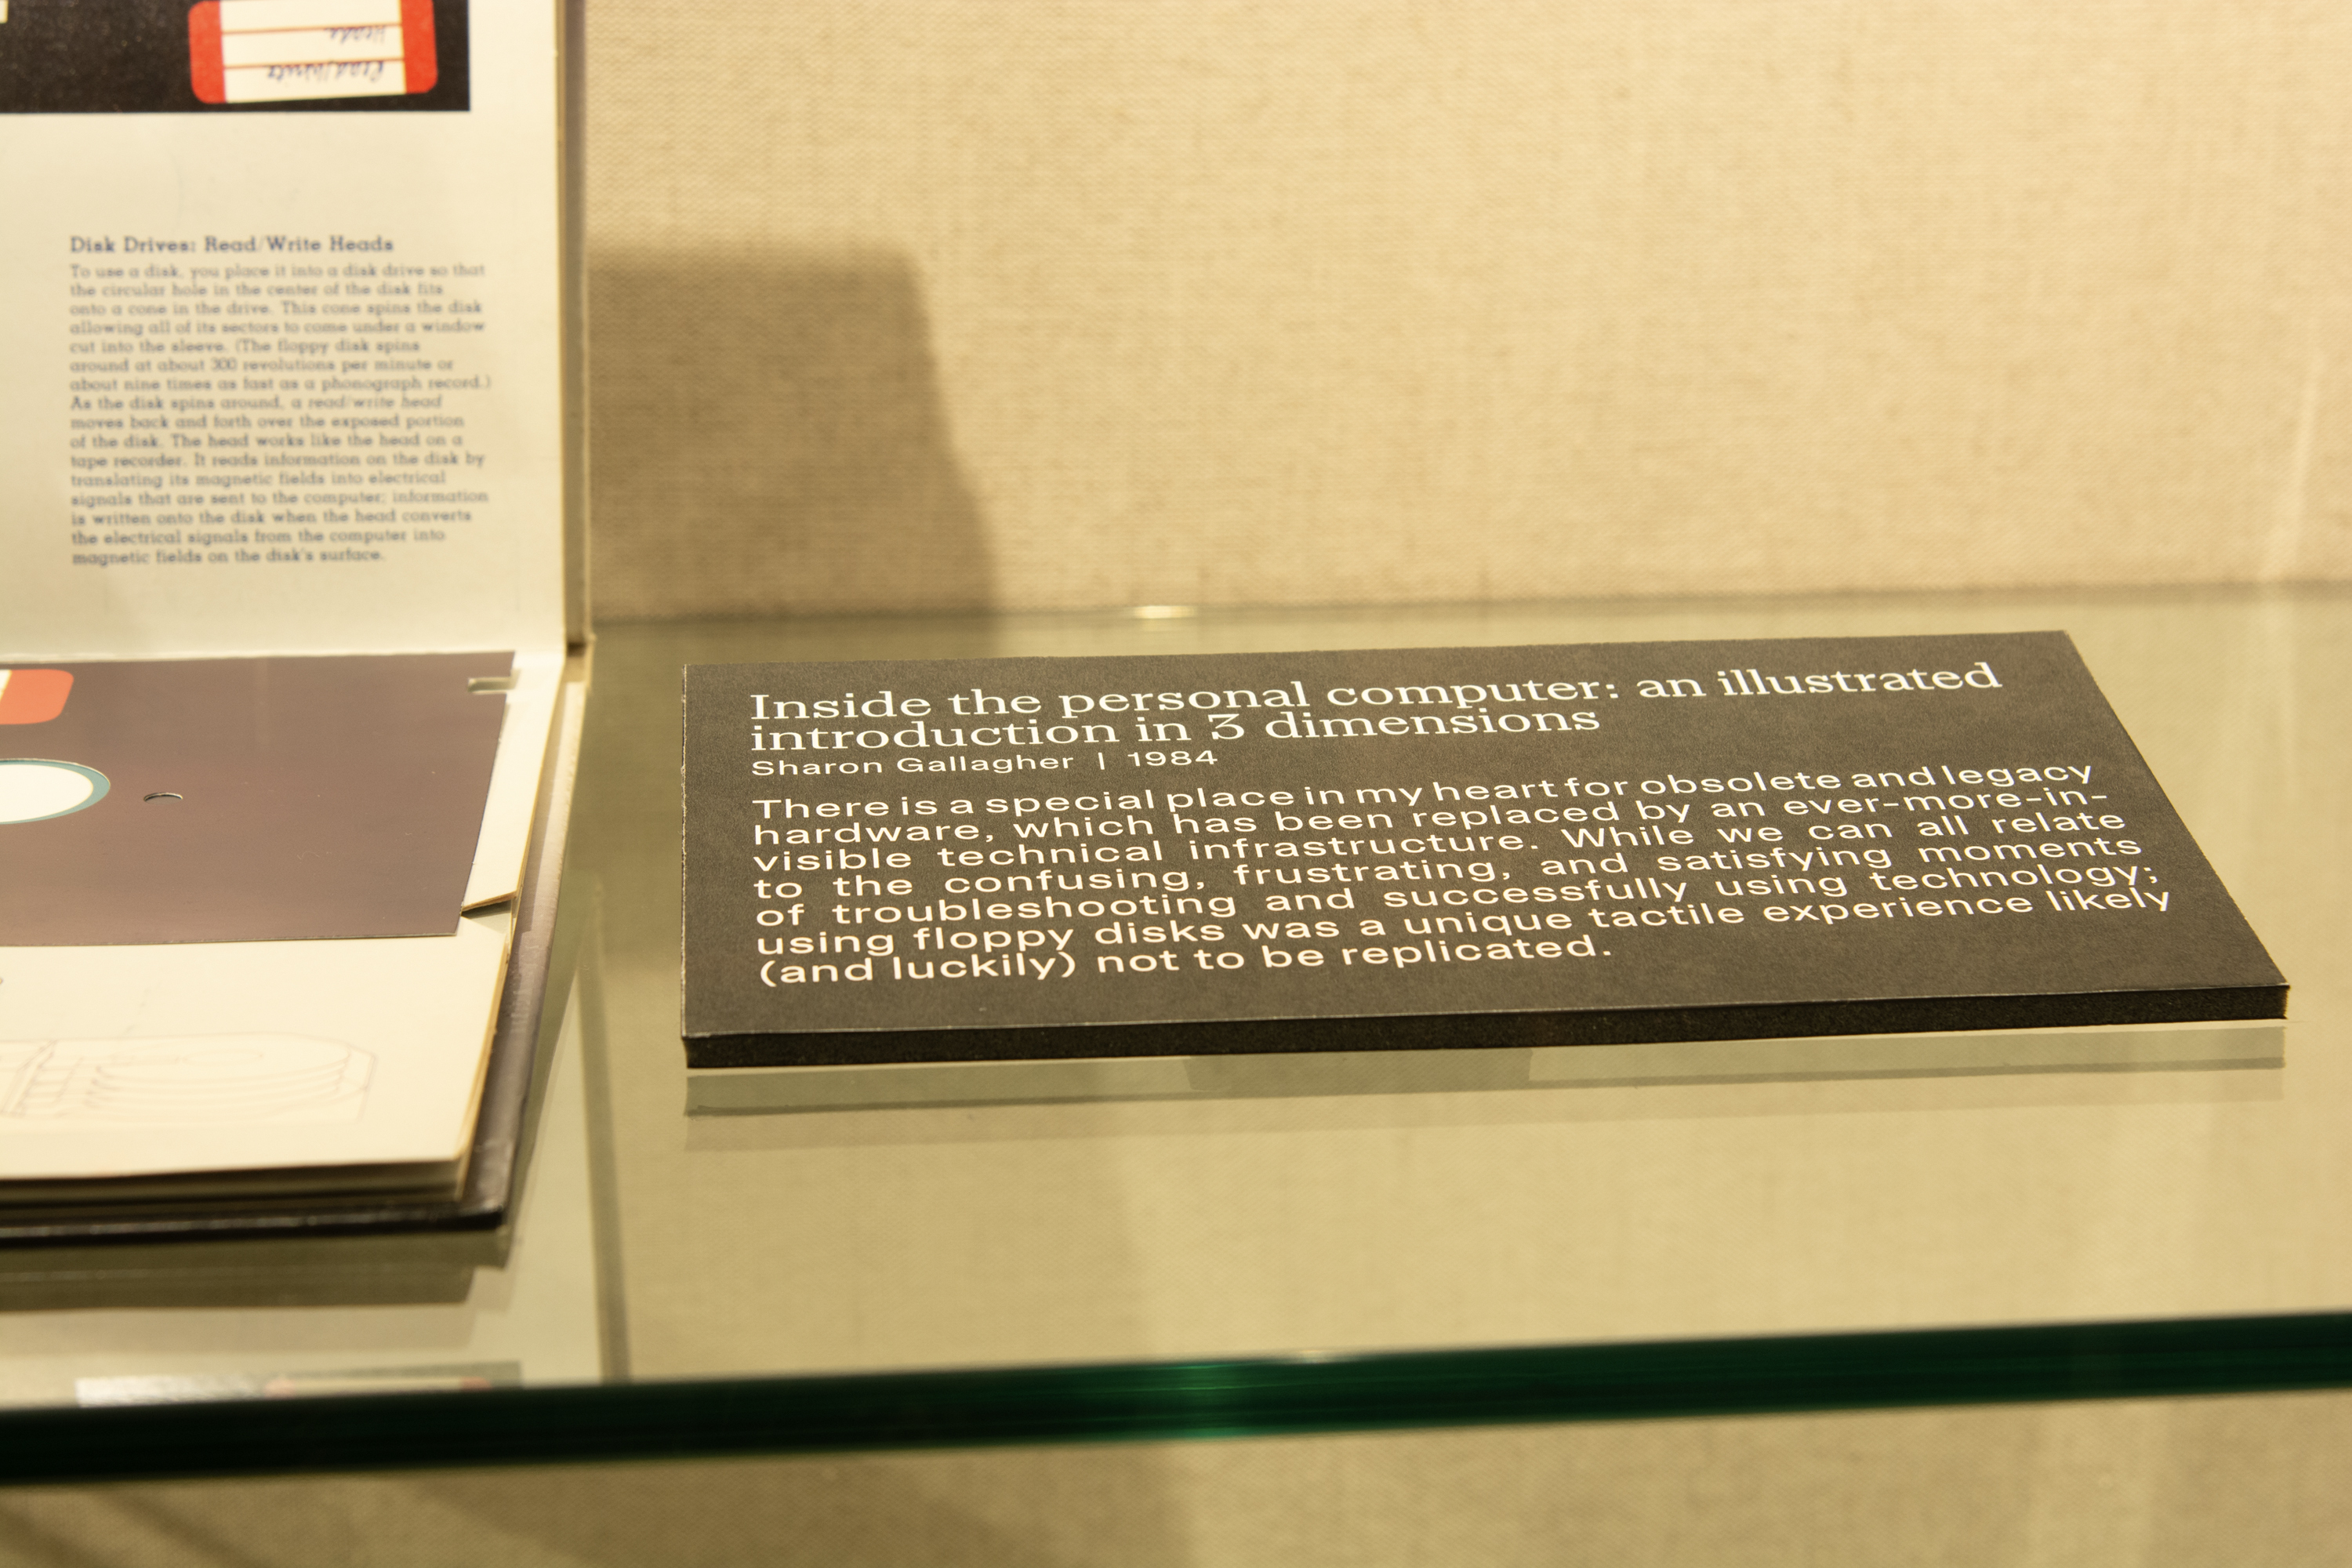 Heads
Read/Write
Disk Drives: Read/Write Heads
To use a disk, you place it into a disk drive so that
the circular hole in the center of the disk fits
onto a cone in the drive. This cone spins the disk
allowing all of its sectors to come under a window
cut into the sleeve. (The floppy disk spins
around at about 300 revolutions per minute or
about nine times as fast as a phonograph record.)
As the disk spins around, a read/write head
moves back and forth over the exposed portion
of the disk. The head works like the head on a
tape recorder. It reads information on the disk by
translating its magnetic fields into electrical
signals that are sent to the computer; information
is written onto the disk when the head converts
the electrical signals from the computer into
magnetic fields on the disk's surface.
Inside the personal computer: an illustrated
introduction in 3 dimensions
Sharon Gallagher | 1984
There is a special place in my heart for obsolete and legacy
hardware, which has been replaced by an ever-more-in-
visible technical infrastructure. While we can all relate
to the confusing, frustrating, and satisfying moments
of troubleshooting and successfully using technology;
using floppy disks was a unique tactile experience likely
(and luckily) not to be replicated.